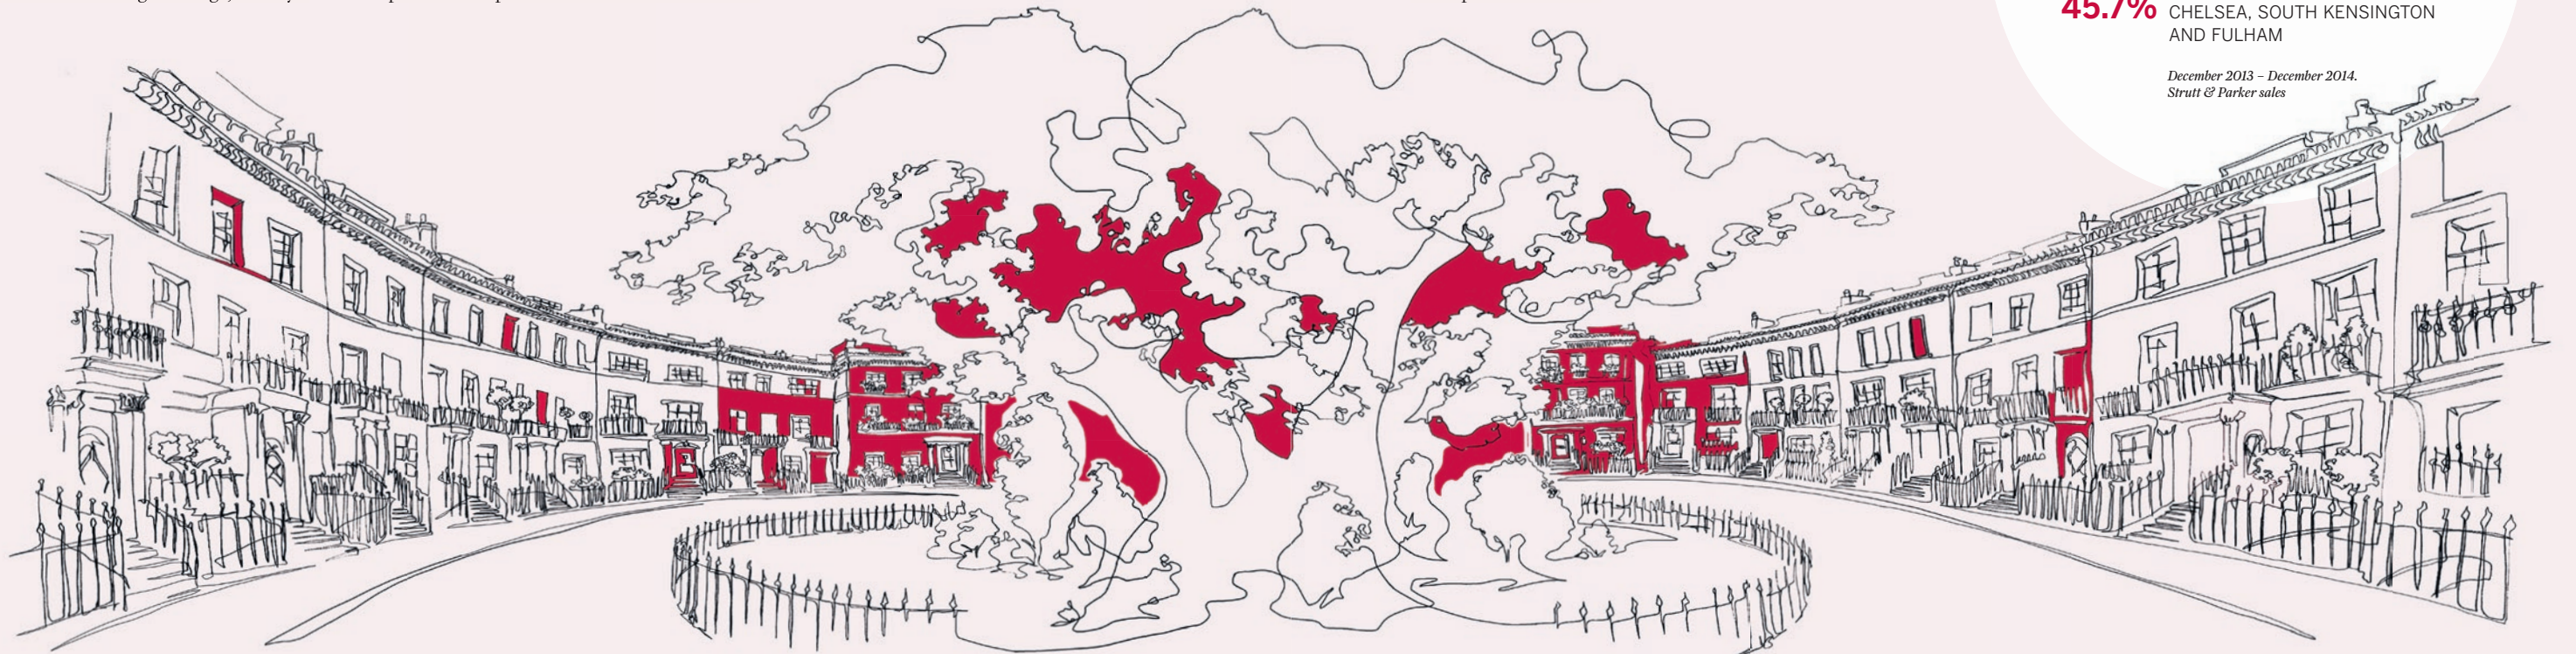 45.7% CHELSEA, SOUTH KENSINGTON
AND FULHAM
December 2013 – December 2014.
Strutt & Parker sales